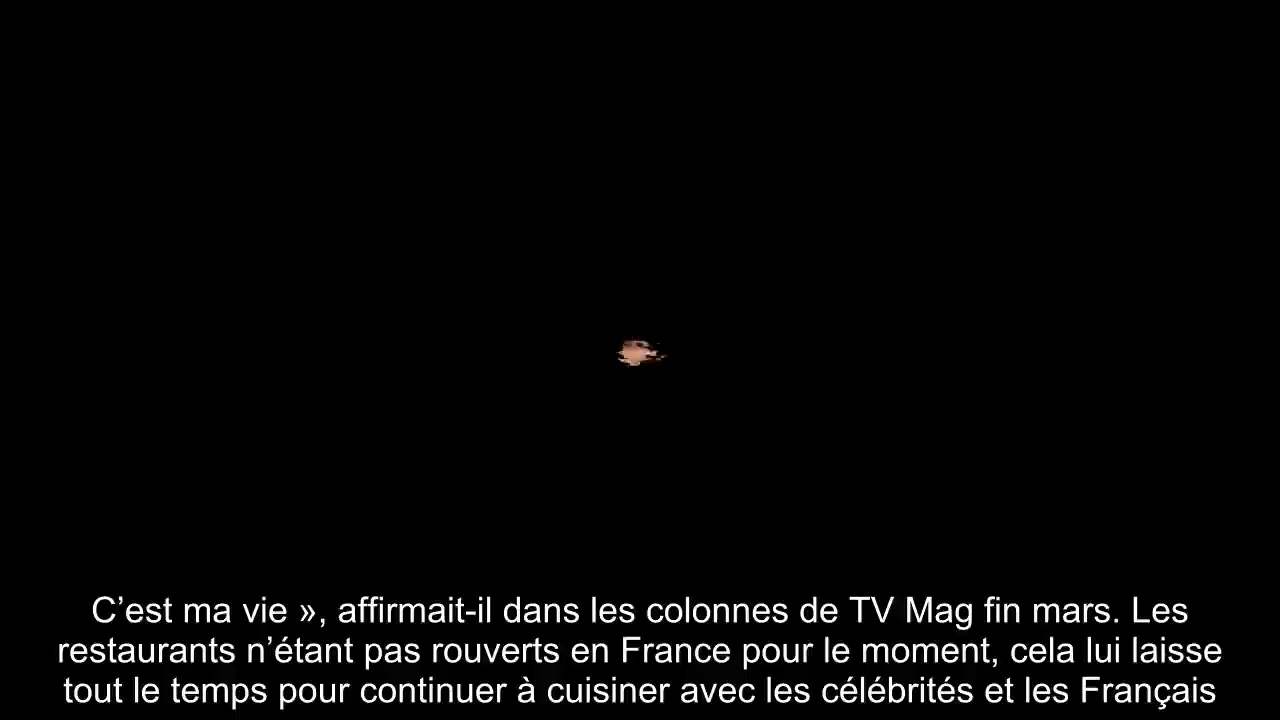 C’est ma vie », affirmait-il dans les colonnes de TV Mag fin mars. Les
restaurants n’étant pas rouverts en France pour le moment, cela lui laisse
tout le temps pour continuer à cuisiner avec les célébrités et les Français